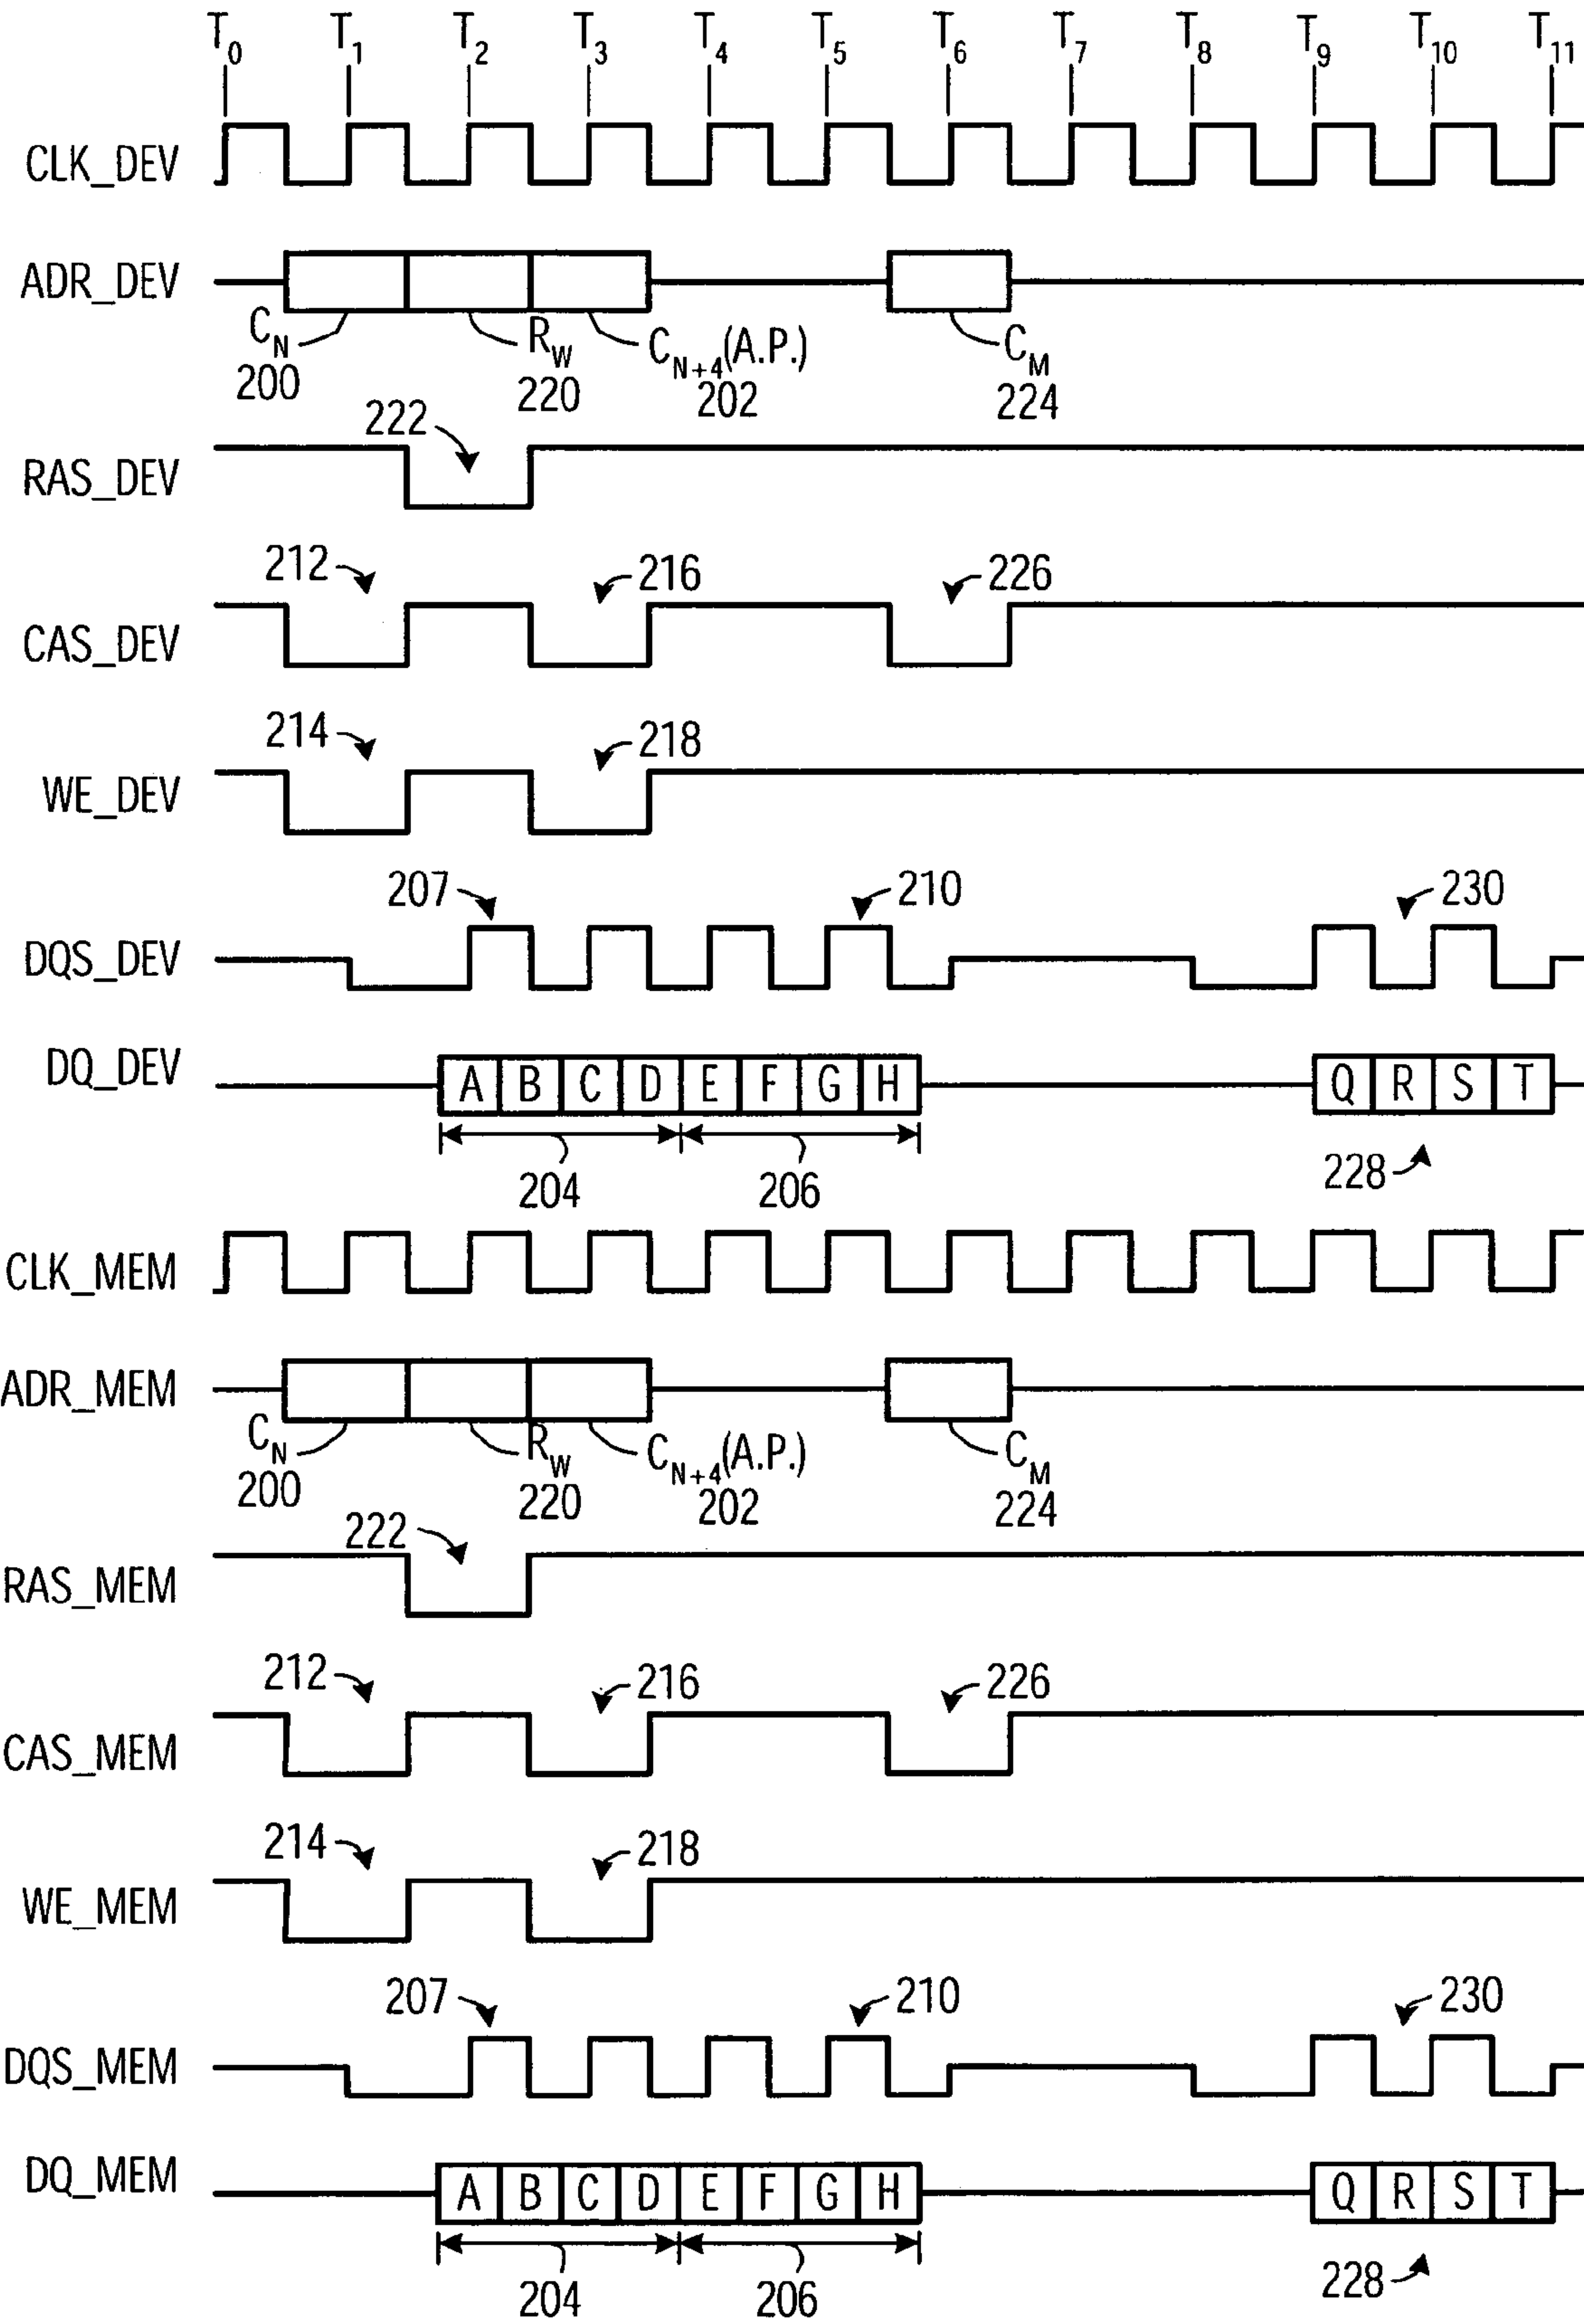 T0 T1 T2 T3 T4 T5 T6 T7 T8 T9 T10 T11
CLK_DEV
ADR_DEV
CN RW CN+4(A.P.) CM
200 220 202 224
222
RAS_DEV
212 216 226
CAS_DEV
214 218
WE_DEV
207 210 230
DQS_DEV
DQ_DEV A B C D E F G H Q R S T
204 206 228
CLK_MEM
ADR_MEM
CN RW CN+4(A.P.) CM
200 220 202 224
222
RAS_MEM
212 216 226
CAS_MEM
214 218
WE_MEM
207 210 230
DQS_MEM
DQ_MEM A B C D E F G H Q R S T
204 206 228